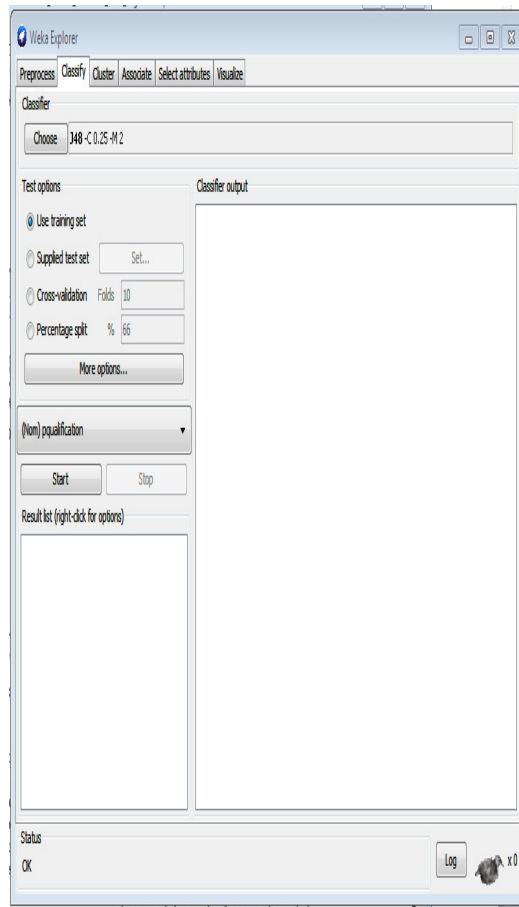 Weka Explorer
Preprocess Classify Cluster Associate Select attributes Visualize
Classifier
Choose J48 -C 0.25 -M 2
Test options
Use training set
Supplied test set Set...
Cross-validation Folds 10
Percentage split % 66
More options...
(Nom) pqualification
Start Stop
Result list (right-click for options)
Classifier output
Status
OK
Log x 0